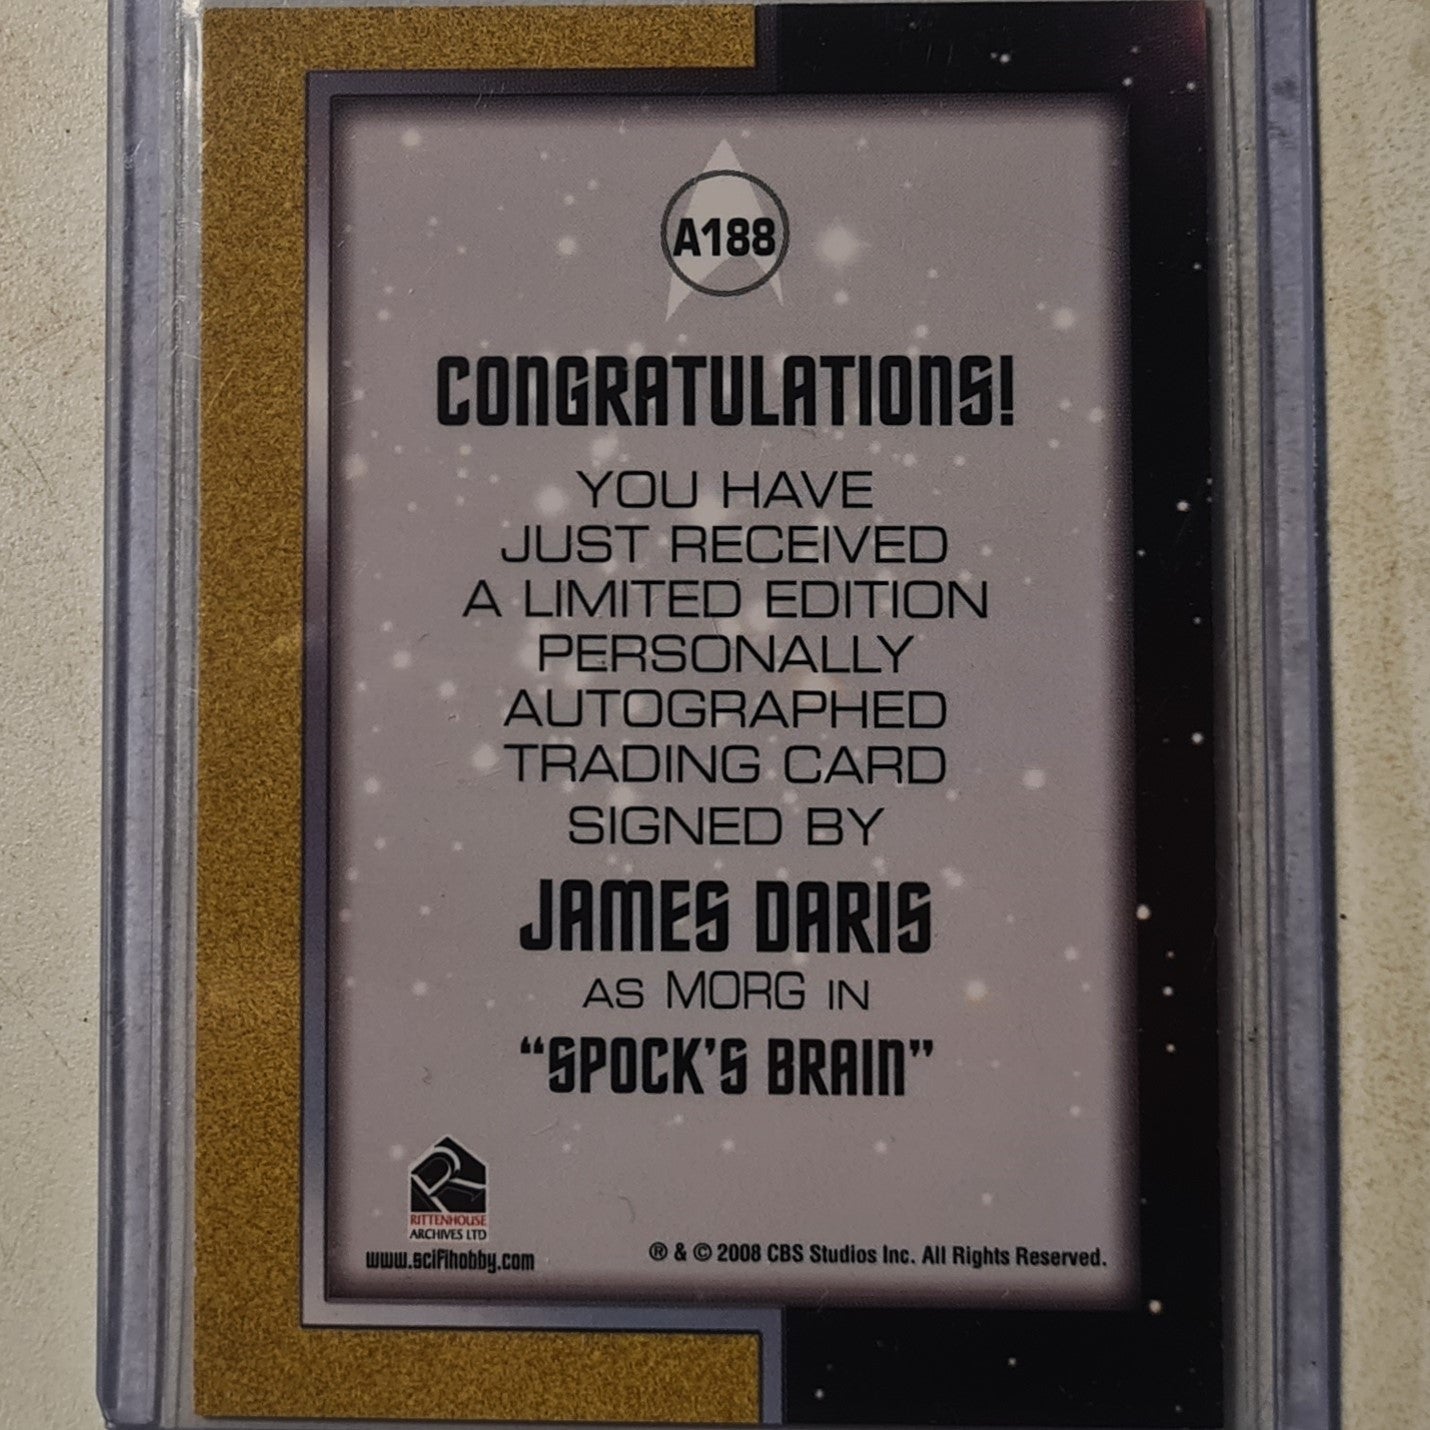 A188
CONGRATULATIONS!
YOU HAVE
JUST RECEIVED
A LIMITED EDITION
PERSONALLY
AUTOGRAPHED
TRADING CARD
SIGNED BY
JAMES DARIS
AS MORG IN
“SPOCK’S BRAIN”
RITTENHOUSE
ARCHIVES LTD
www.scifihobby.com
® & © 2008 CBS Studios Inc. All Rights Reserved.